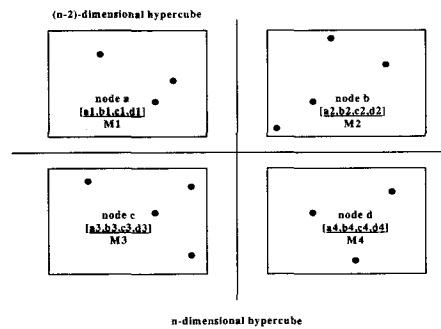 (n-2)-dimensional hypercube
node a
[a1,b1,c1,d1]
M1
node b
[a2,b2,c2,d2]
M2
node c
[a3,b3,c3,d3]
M3
node d
[a4,b4,c4,d4]
M4
n-dimensional hypercube